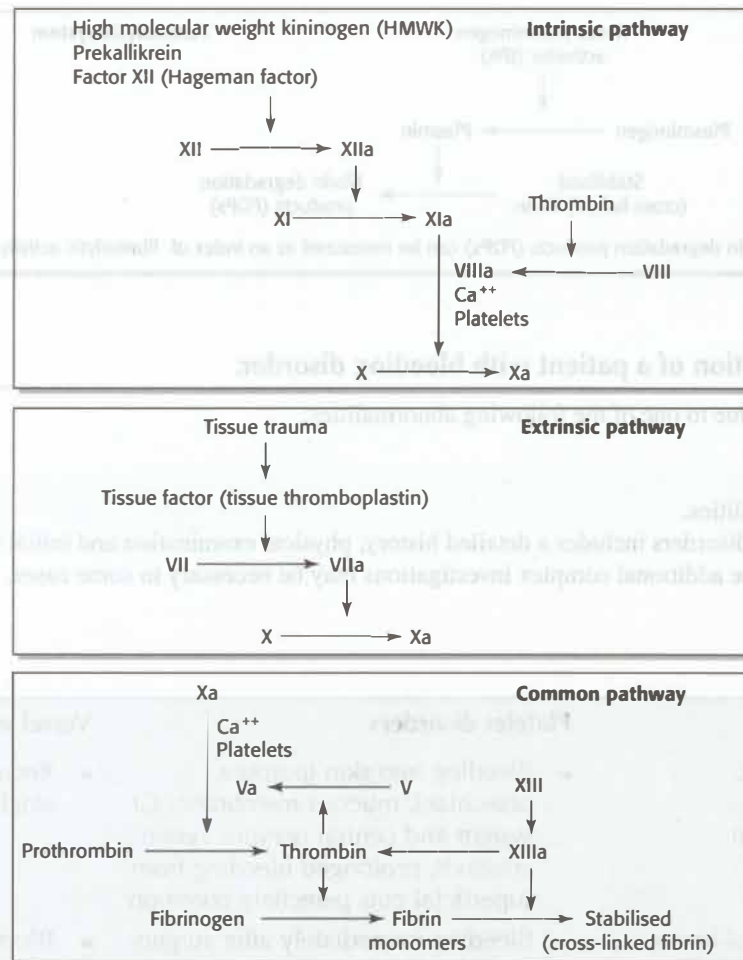 High molecular weight kininogen (HMWK) Intrinsic pathway
Prekallikrein
Factor XII (Hageman factor)
XII XIIa
Thrombin
XI XIa
VIIIa VIII
Ca++
Platelets
X Xa
Tissue trauma Extrinsic pathway
Tissue factor (tissue thromboplastin)
VII VIIa
X Xa
Xa Common pathway
Ca++
Platelets
Va V XIII
Prothrombin Thrombin XIIIa
Fibrinogen Fibrin Stabilised
monomers (cross-linked fibrin)